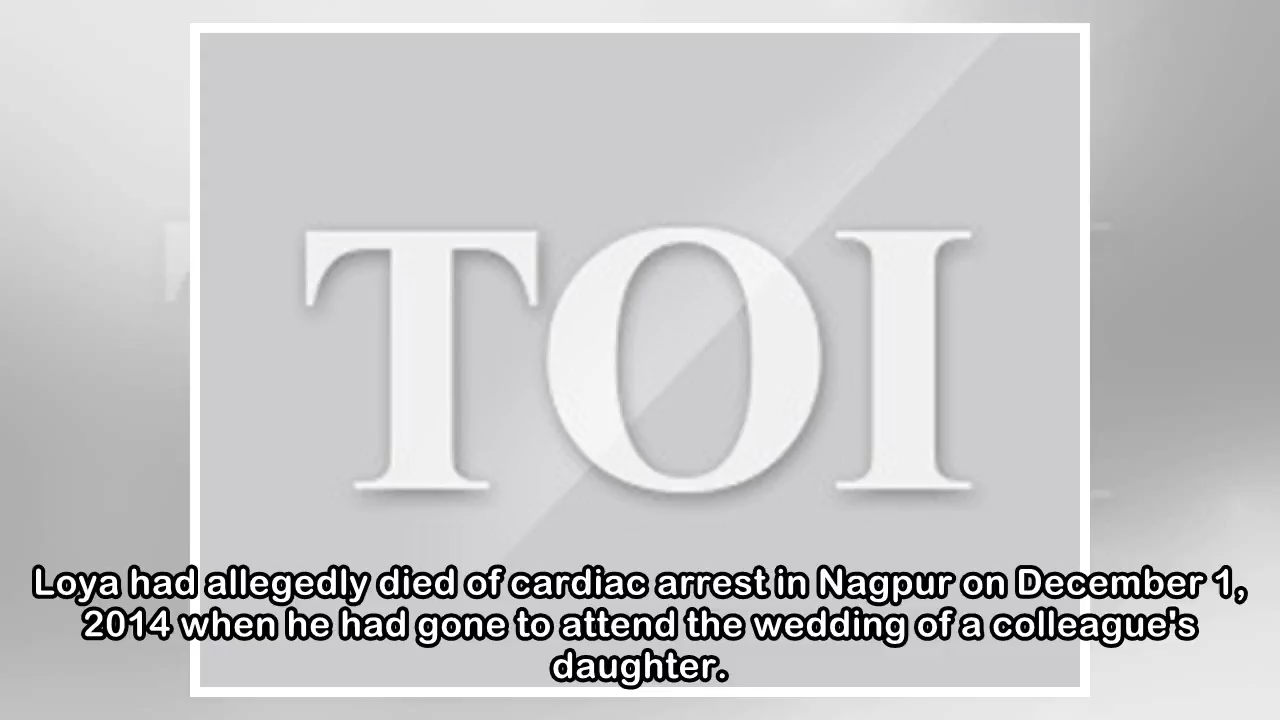 TOI
Loya had allegedly died of cardiac arrest in Nagpur on December 1,
2014 when he had gone to attend the wedding of a colleague's
daughter.